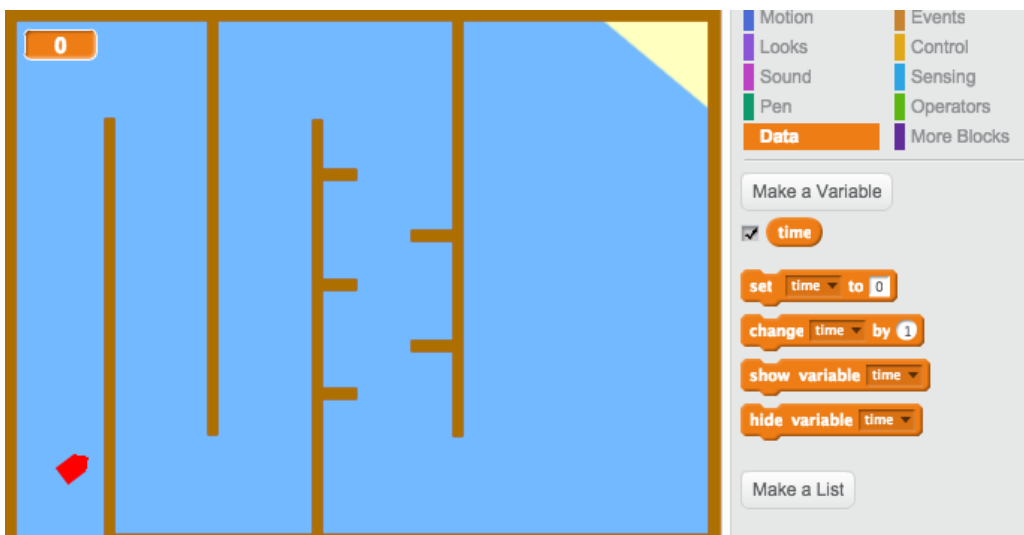 0
Motion
Events
Looks
Control
Sound
Sensing
Pen
Operators
Data
More Blocks
Make a Variable
time
set time to 0
change time by 1
show variable time
hide variable time
Make a List